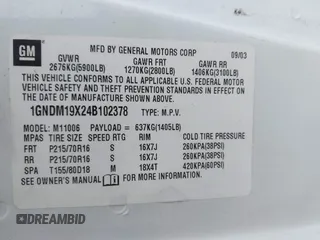 GM
MFD BY GENERAL MOTORS CORP 09/03
GVWR GAWR FRT GAWR RR
2676KG(5900LB) 1270KG(2800LB) 1406KG(3100LB)
THIS VEHICLE CONFORMS TO ALL APPLICABLE U.S. FEDERAL MOTOR
VEHICLE SAFETY AND THEFT PREVENTION STANDARDS IN EFFECT
ON THE DATE OF MANUFACTURE SHOWN ABOVE.
1GNDM19X24B102378 TYPE: M.P.V.
MODEL: M11006 PAYLOAD = 637KG(1405LB)
TIRE SIZE SPEED RTG RIM COLD TIRE PRESSURE
FRT P215/70R16 S 16X7J 260KPA(38PSI)
RR P215/70R16 S 16X7J 260KPA(38PSI)
SPA T155/80D18 M 18X4T 420KPA(60PSI)
SEE OWNER'S MANUAL FOR ADDITIONAL INFORMATION.
© DREAMBID